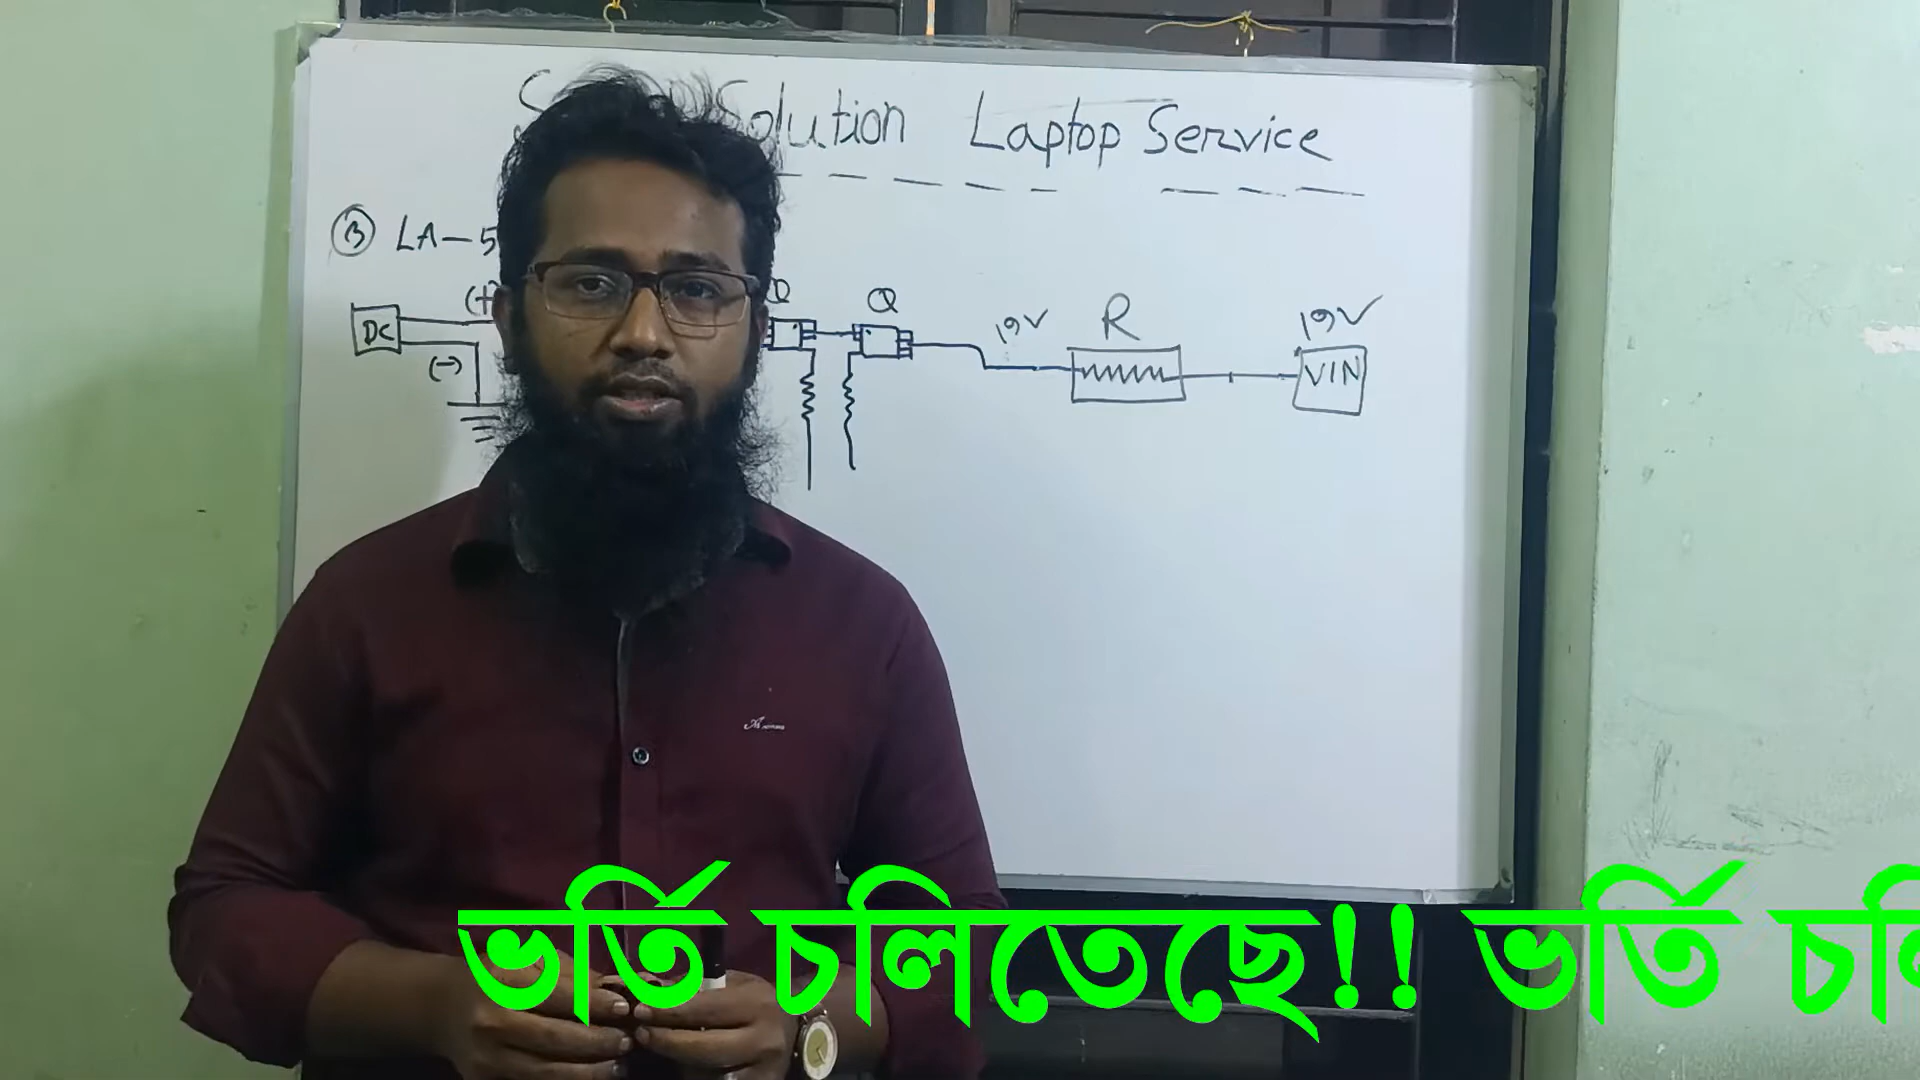 Solution Laptop Service
B LA-5
(+)
DC
(-)
Q
19V
R
19V
VIN
ভর্তি চলিতেছে!! ভর্তি